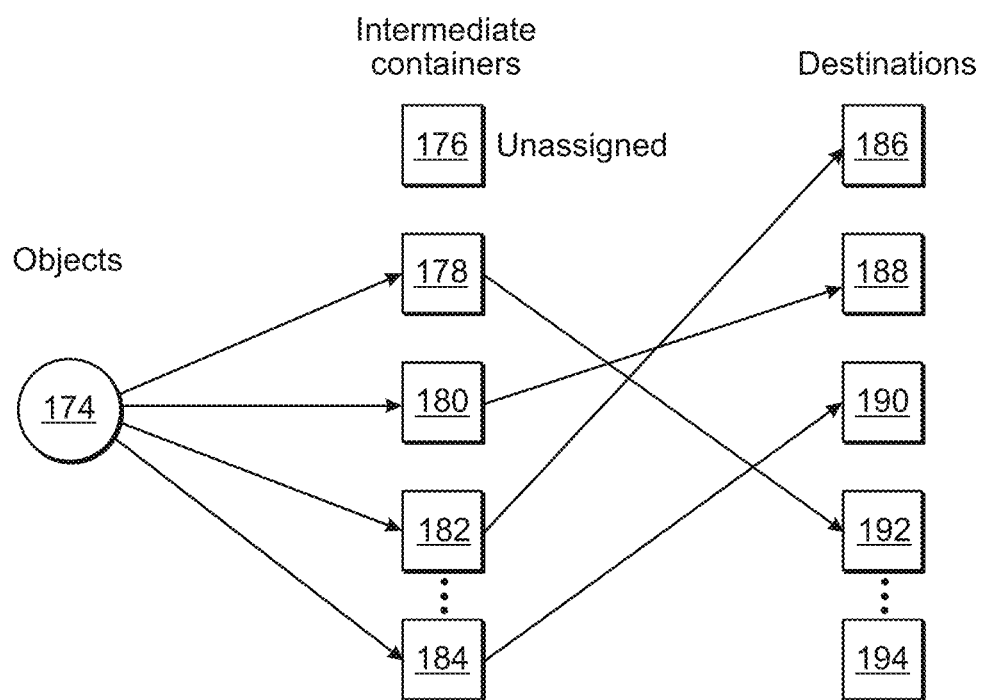 Intermediate
containers
Destinations
176 Unassigned
186
Objects
178
188
174
180
190
182
192
184
194